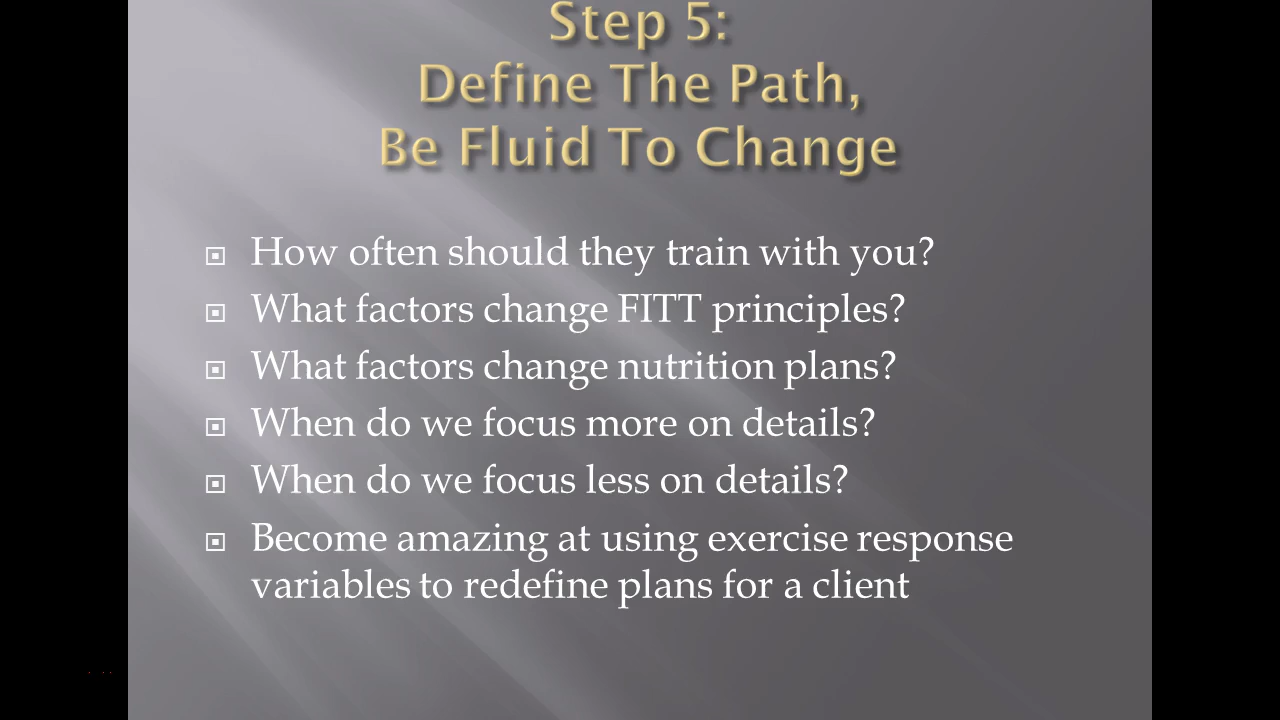 Step 5:
Define The Path,
Be Fluid To Change
How often should they train with you?
What factors change FITT principles?
What factors change nutrition plans?
When do we focus more on details?
When do we focus less on details?
Become amazing at using exercise response
variables to redefine plans for a client